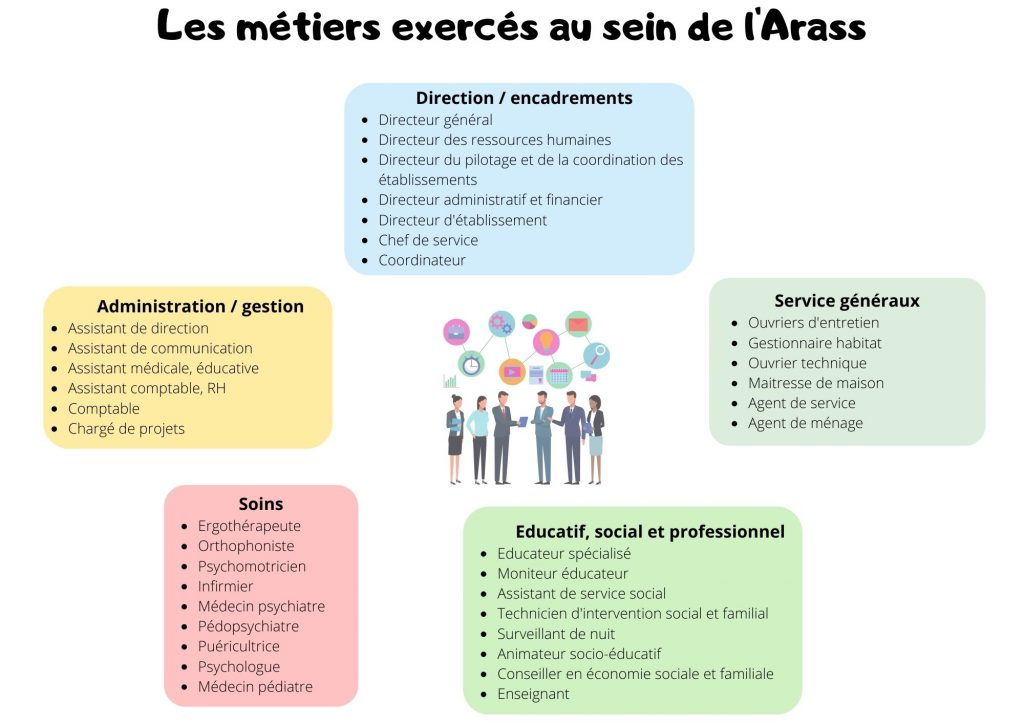 Les métiers exercés au sein de l'Arass
Direction / encadrements
• Directeur général
• Directeur des ressources humaines
• Directeur du pilotage et de la coordination des
établissements
• Directeur administratif et financier
• Directeur d'établissement
• Chef de service
• Coordinateur
Administration / gestion
• Assistant de direction
• Assistant de communication
• Assistant médicale, éducative
• Assistant comptable, RH
• Comptable
• Chargé de projets
Service généraux
• Ouvriers d'entretien
• Gestionnaire habitat
• Ouvrier technique
• Maitresse de maison
• Agent de service
• Agent de ménage
Soins
• Ergothérapeute
• Orthophoniste
• Psychomotricien
• Infirmier
• Médecin psychiatre
• Pédopsychiatre
• Puéricultrice
• Psychologue
• Médecin pédiatre
Educatif, social et professionnel
• Educateur spécialisé
• Moniteur éducateur
• Assistant de service social
• Technicien d'intervention social et familial
• Surveillant de nuit
• Animateur socio-éducatif
• Conseiller en économie sociale et familiale
• Enseignant